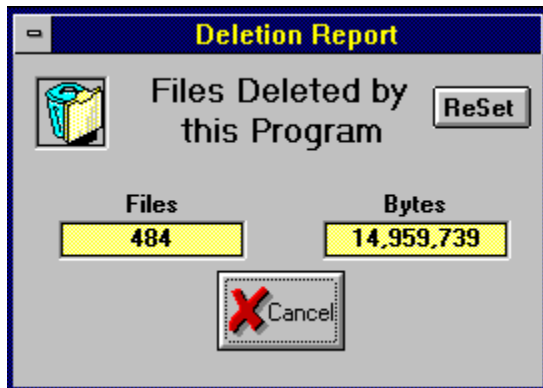 Deletion Report
Files Deleted by
this Program
ReSet
Files
Bytes
484
14,959,739
Cancel